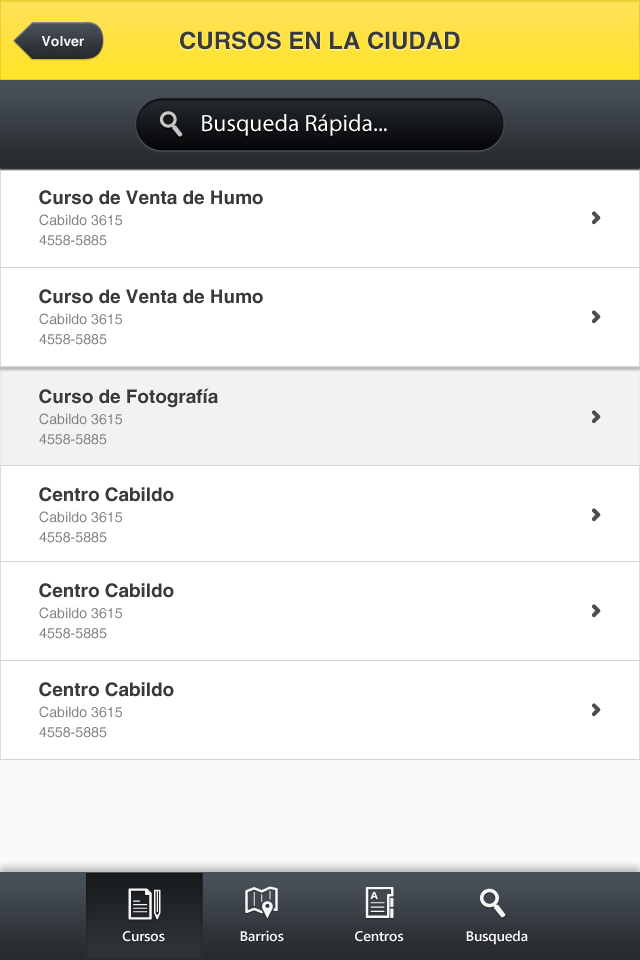 Volver
CURSOS EN LA CIUDAD
Busqueda Rápida...
Curso de Venta de Humo
Cabildo 3615
4558-5885
Curso de Venta de Humo
Cabildo 3615
4558-5885
Curso de Fotografía
Cabildo 3615
4558-5885
Centro Cabildo
Cabildo 3615
4558-5885
Centro Cabildo
Cabildo 3615
4558-5885
Centro Cabildo
Cabildo 3615
4558-5885
A
Cursos
Barrios
Centros
Busqueda